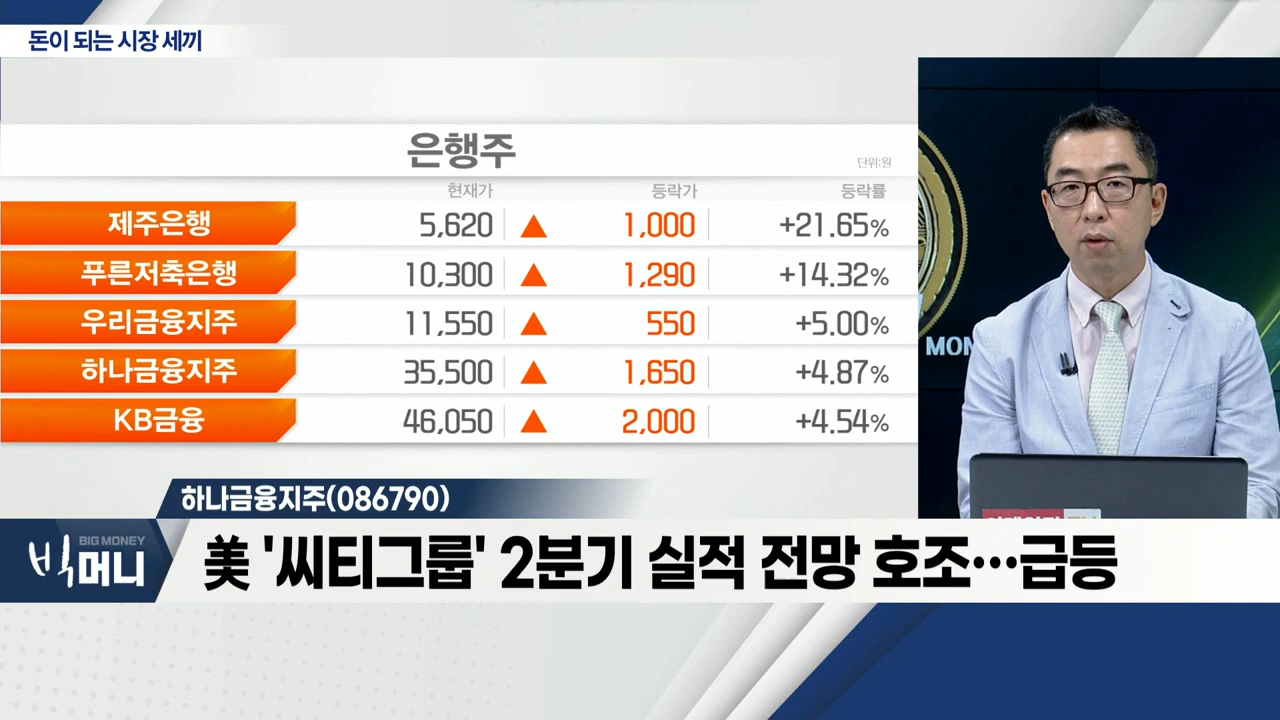 돈이 되는 시장 세끼
은행주
단위:원
현재가 등락가 등락률
제주은행 5,620 ▲ 1,000 +21.65%
푸른저축은행 10,300 ▲ 1,290 +14.32%
우리금융지주 11,550 ▲ 550 +5.00%
하나금융지주 35,500 ▲ 1,650 +4.87%
KB금융 46,050 ▲ 2,000 +4.54%
하나금융지주(086790)
BIG MONEY
빅머니
美 '씨티그룹' 2분기 실적 전망 호조…급등